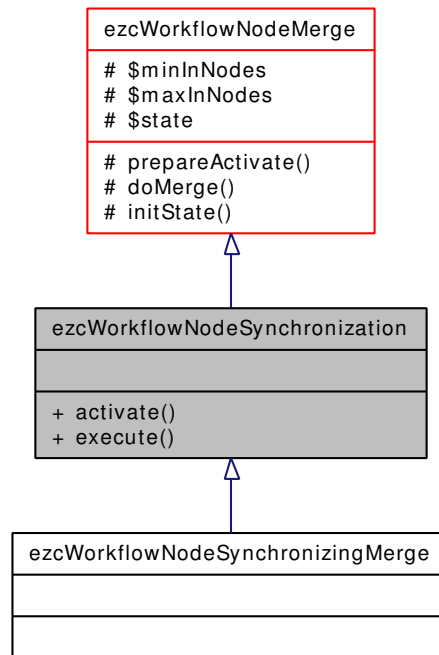 ezcWorkflowNodeMerge
# $minInNodes
# $maxInNodes
# $state
# prepareActivate()
# doMerge()
# initState()
ezcWorkflowNodeSynchronization
+ activate()
+ execute()
ezcWorkflowNodeSynchronizingMerge